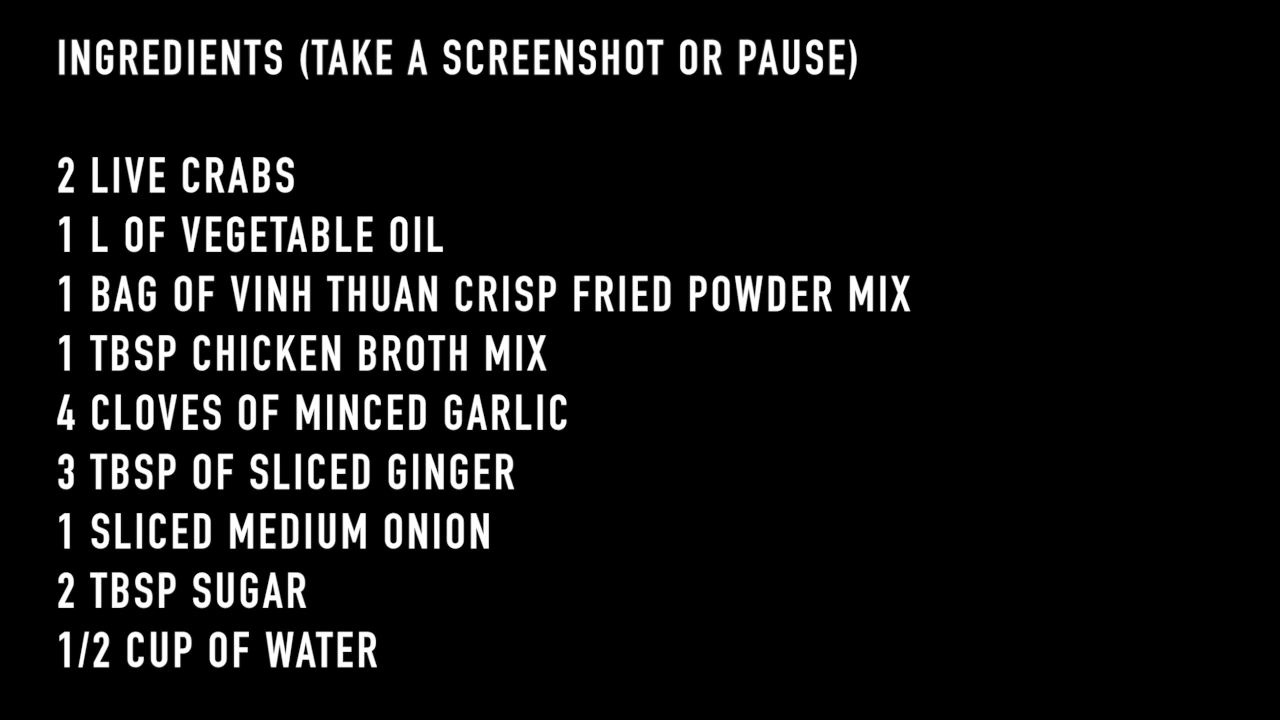 INGREDIENTS (TAKE A SCREENSHOT OR PAUSE)
2 LIVE CRABS
1 L OF VEGETABLE OIL
1 BAG OF VINH THUAN CRISP FRIED POWDER MIX
1 TBSP CHICKEN BROTH MIX
4 CLOVES OF MINCED GARLIC
3 TBSP OF SLICED GINGER
1 SLICED MEDIUM ONION
2 TBSP SUGAR
1/2 CUP OF WATER